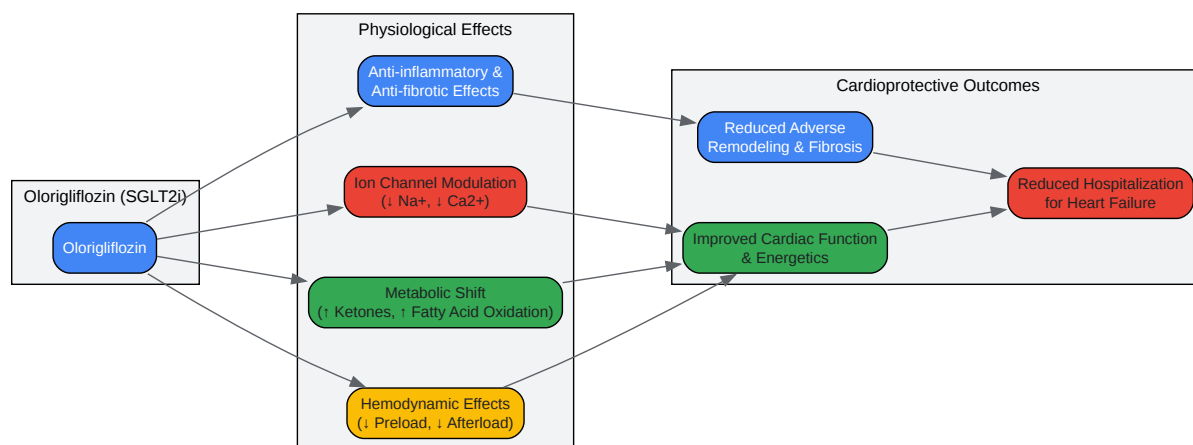 Olorigliflozin (SGLT2i)
Olorigliflozin
Physiological Effects
Anti-inflammatory &
Anti-fibrotic Effects
Ion Channel Modulation
(↓ Na+, ↓ Ca2+)
Metabolic Shift
(↑ Ketones, ↑ Fatty Acid Oxidation)
Hemodynamic Effects
(↓ Preload, ↓ Afterload)
Cardioprotective Outcomes
Reduced Adverse
Remodeling & Fibrosis
Improved Cardiac Function
& Energetics
Reduced Hospitalization
for Heart Failure